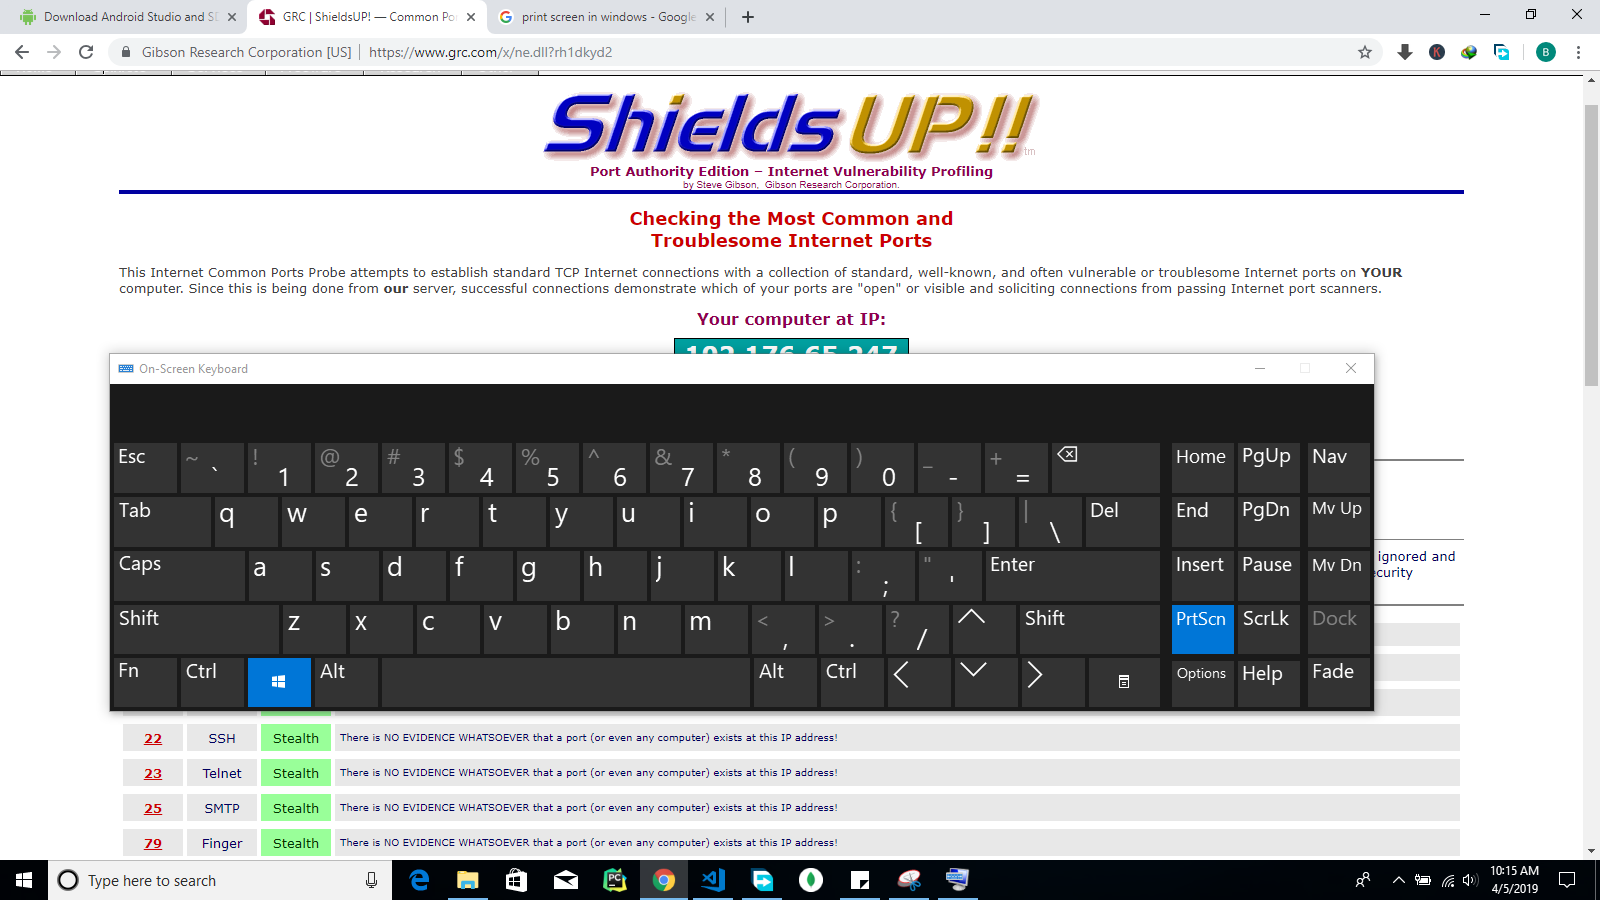 Download Android Studio and SD
GRC | ShieldsUP! — Common Po
print screen in windows - Google
Gibson Research Corporation [US] | https://www.grc.com/x/ne.dll?rh1dkyd2
B
ShieldsUP!!
tm
Port Authority Edition – Internet Vulnerability Profiling
by Steve Gibson, Gibson Research Corporation.
Checking the Most Common and
Troublesome Internet Ports
This Internet Common Ports Probe attempts to establish standard TCP Internet connections with a collection of standard, well-known, and often vulnerable or troublesome Internet ports on YOUR
computer. Since this is being done from our server, successful connections demonstrate which of your ports are "open" or visible and soliciting connections from passing Internet port scanners.
Your computer at IP:
On-Screen Keyboard
Esc ~ ` ! 1 @ 2 # 3 $ 4 % 5 ^ 6 & 7 * 8 ( 9 ) 0 _ - + = Home PgUp Nav
Tab q w e r t y u i o p { [ } ] | \ Del End PgDn Mv Up
Caps a s d f g h j k l : ; " ' Enter Insert Pause Mv Dn
Shift z x c v b n m < , > . ? / Shift PrtScn ScrLk Dock
Fn Ctrl Alt Alt Ctrl Options Help Fade
ignored and
22 SSH Stealth There is NO EVIDENCE WHATSOEVER that a port (or even any computer) exists at this IP address!
23 Telnet Stealth There is NO EVIDENCE WHATSOEVER that a port (or even any computer) exists at this IP address!
25 SMTP Stealth There is NO EVIDENCE WHATSOEVER that a port (or even any computer) exists at this IP address!
79 Finger Stealth There is NO EVIDENCE WHATSOEVER that a port (or even any computer) exists at this IP address!
Type here to search
10:15 AM
4/5/2019